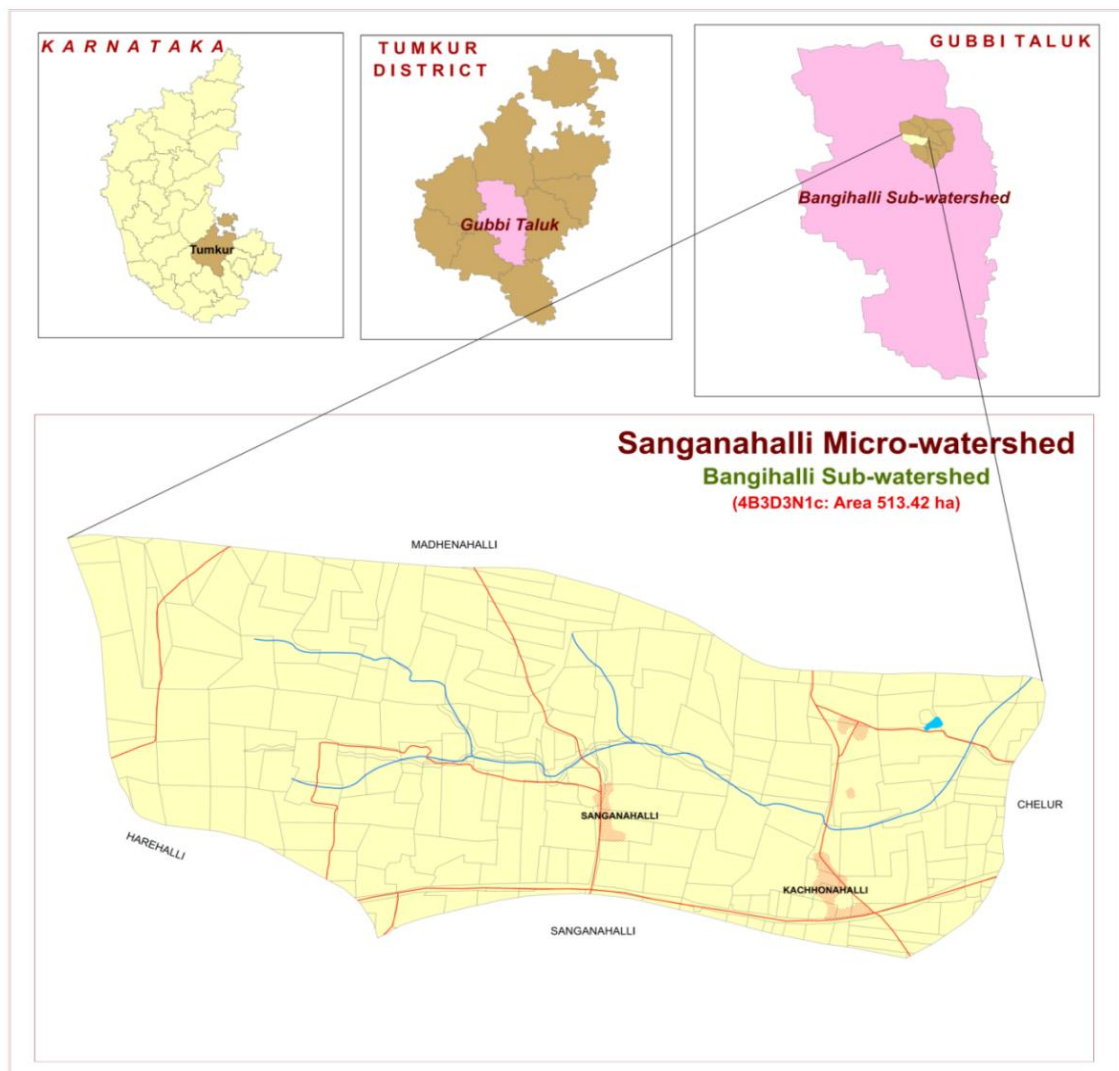 KARNATAKA
Tumkur
TUMKUR
DISTRICT
Gubbi Taluk
GUBBI TALUK
Bangihalli Sub-watershed
Sanganahalli Micro-watershed
Bangihalli Sub-watershed
(4B3D3N1c: Area 513.42 ha)
MADHENAHALLI
CHELUR
SANGANAHALLI
HAREHALLI
KACHHONAHALLI
SANGANAHALLI